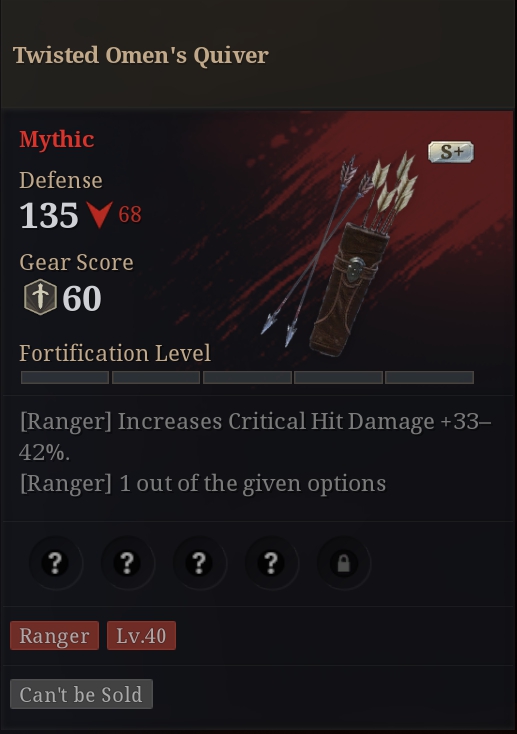 Twisted Omen's Quiver
Mythic
S+
Defense
135 68
Gear Score
60
Fortification Level
[Ranger] Increases Critical Hit Damage +33–
42%.
[Ranger] 1 out of the given options
? ? ? ?
Ranger Lv.40
Can't be Sold